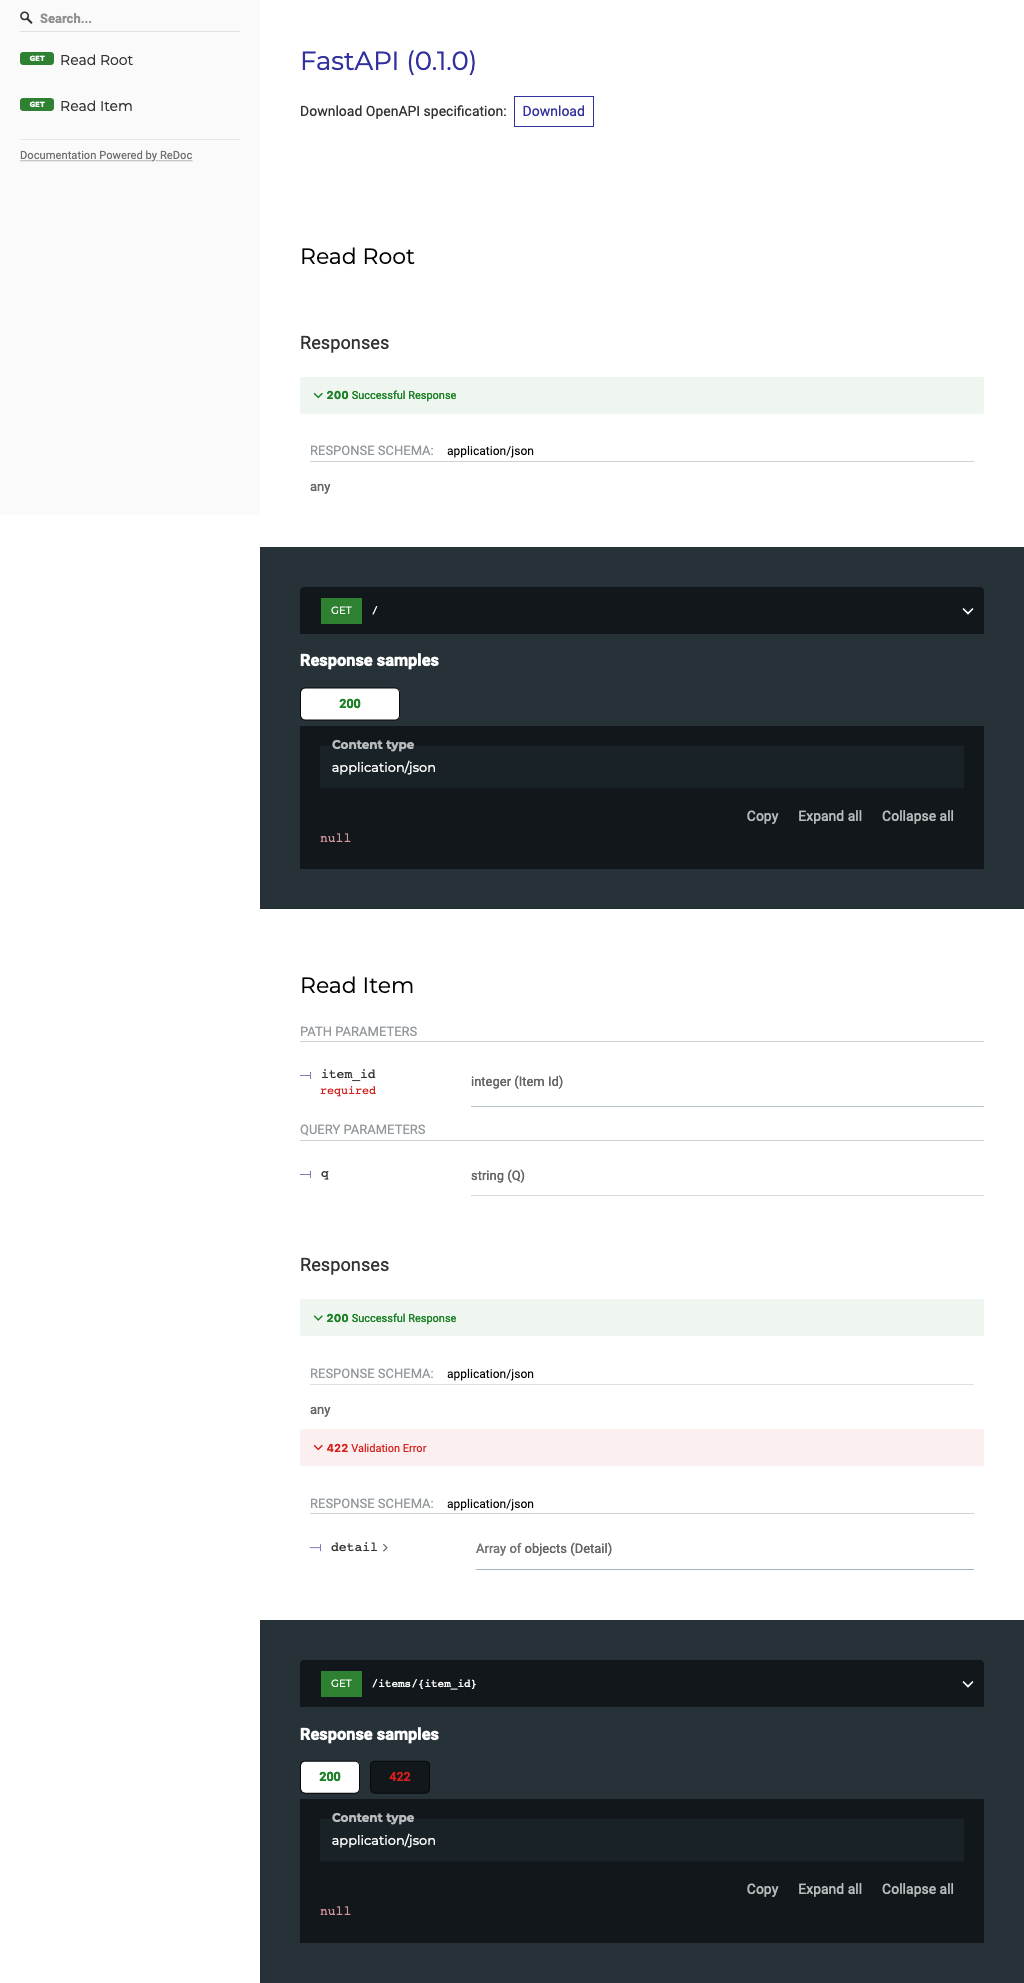 Search...
GET Read Root
GET Read Item
Documentation Powered by ReDoc
FastAPI (0.1.0)
Download OpenAPI specification: Download
Read Root
Responses
200 Successful Response
RESPONSE SCHEMA: application/json
any
GET /
Response samples
200
Content type
application/json
Copy Expand all Collapse all
null
Read Item
PATH PARAMETERS
item_id integer (Item Id)
required
QUERY PARAMETERS
q string (Q)
Responses
200 Successful Response
RESPONSE SCHEMA: application/json
any
422 Validation Error
RESPONSE SCHEMA: application/json
detail > Array of objects (Detail)
GET /items/{item_id}
Response samples
200 422
Content type
application/json
Copy Expand all Collapse all
null